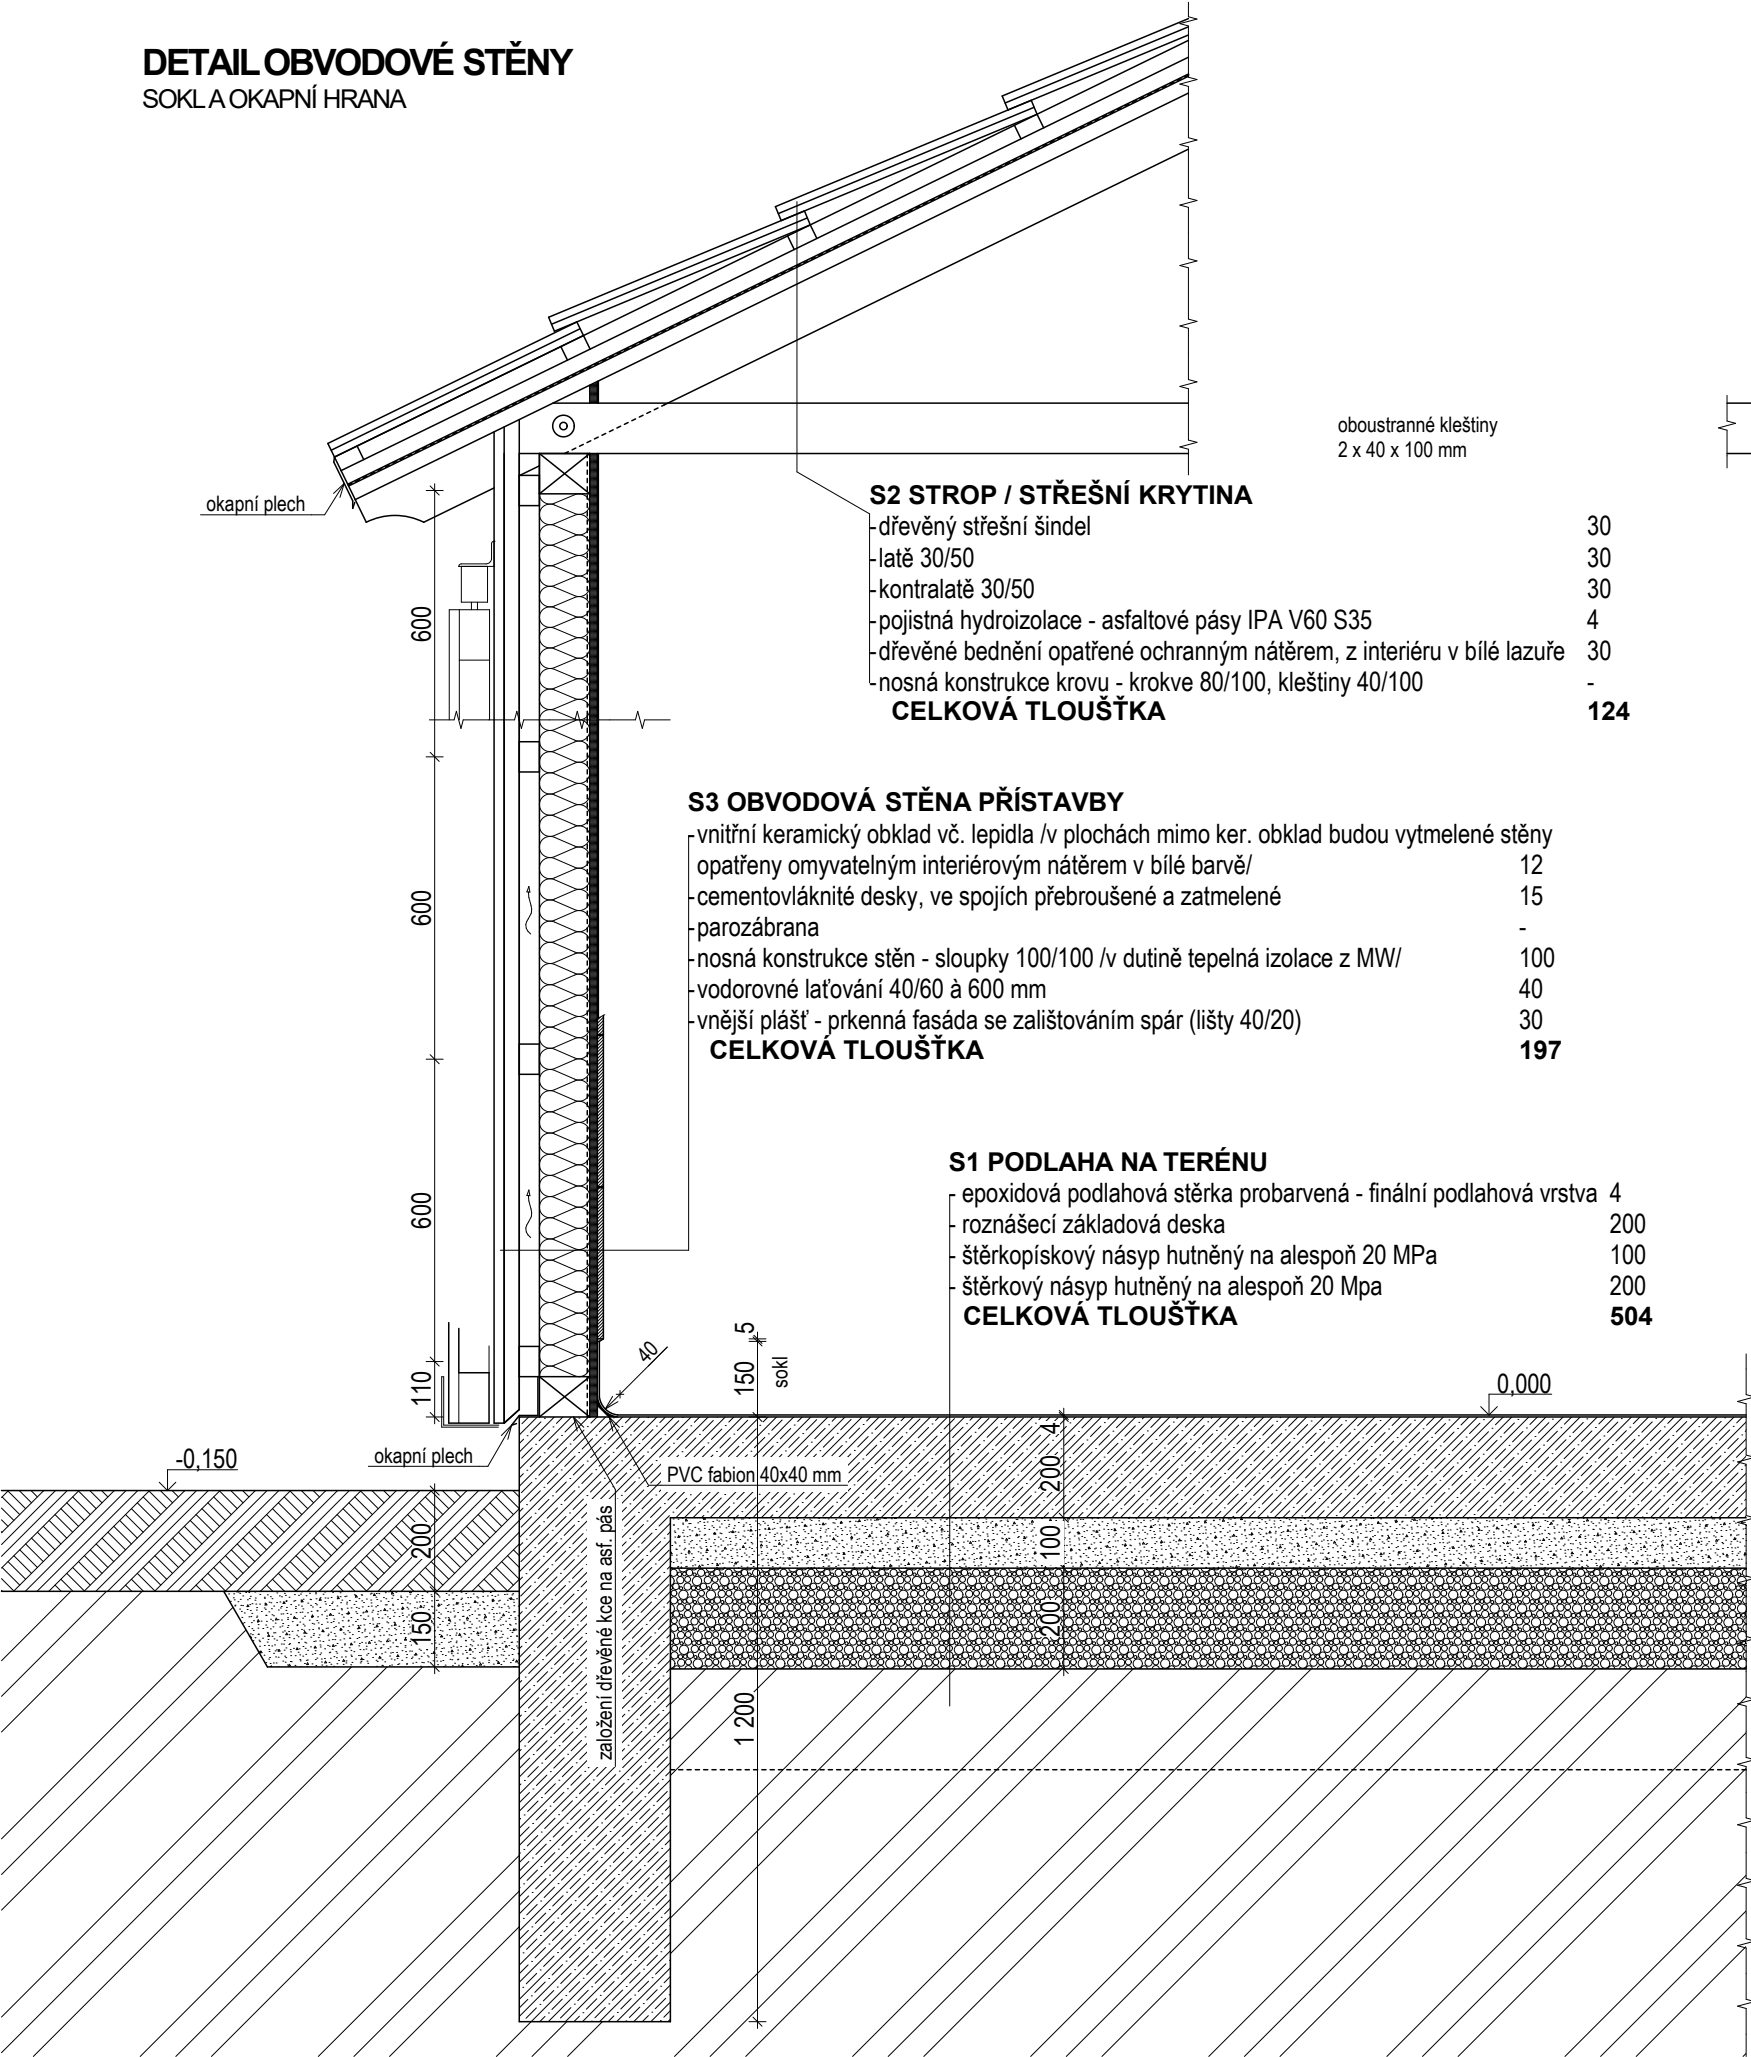 DETAIL OBVODOVÉ STĚNY
SOKL A OKAPNÍ HRANA
oboustranné kleštiny
2 x 40 x 100 mm
okapní plech
S2 STROP / STŘEŠNÍ KRYTINA
-dřevěný střešní šindel 30
-latě 30/50 30
-kontralatě 30/50 30
-pojistná hydroizolace - asfaltové pásy IPA V60 S35 4
-dřevěné bednění opatřené ochranným nátěrem, z interiéru v bílé lazuře 30
-nosná konstrukce krovu - krokve 80/100, kleštiny 40/100 -
CELKOVÁ TLOUŠŤKA 124
600
S3 OBVODOVÁ STĚNA PŘÍSTAVBY
-vnitřní keramický obklad vč. lepidla /v plochách mimo ker. obklad budou vytmelené stěny
opatřeny omyvatelným interiérovým nátěrem v bílé barvě/ 12
-cementovláknité desky, ve spojích přebroušené a zatmelené 15
-parozábrana -
-nosná konstrukce stěn - sloupky 100/100 /v dutině tepelná izolace z MW/ 100
-vodorovné laťování 40/60 à 600 mm 40
-vnější plášť - prkenná fasáda se zalištováním spár (lišty 40/20) 30
CELKOVÁ TLOUŠŤKA 197
600
S1 PODLAHA NA TERÉNU
- epoxidová podlahová stěrka probarvená - finální podlahová vrstva 4
- roznášecí základová deska 200
- štěrkopískový násyp hutněný na alespoň 20 MPa 100
- štěrkový násyp hutněný na alespoň 20 Mpa 200
CELKOVÁ TLOUŠŤKA 504
600
5
40
150
sokl
110
0,000
-0,150
okapní plech
PVC fabion 40x40 mm
4
200
100
200
200
150
založení dřevěné kce na asf. pás
1 200